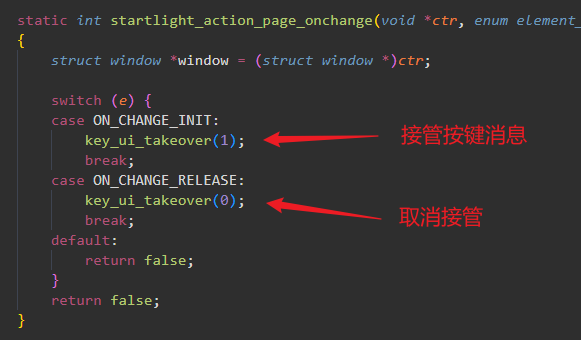 static int startlight_action_page_onchange(void *ctr, enum element_
{
struct window *window = (struct window *)ctr;
switch (e) {
case ON_CHANGE_INIT:
key_ui_takeover(1);
接管按键消息
break;
case ON_CHANGE_RELEASE:
key_ui_takeover(0);
取消接管
break;
default:
return false;
}
return false;
}